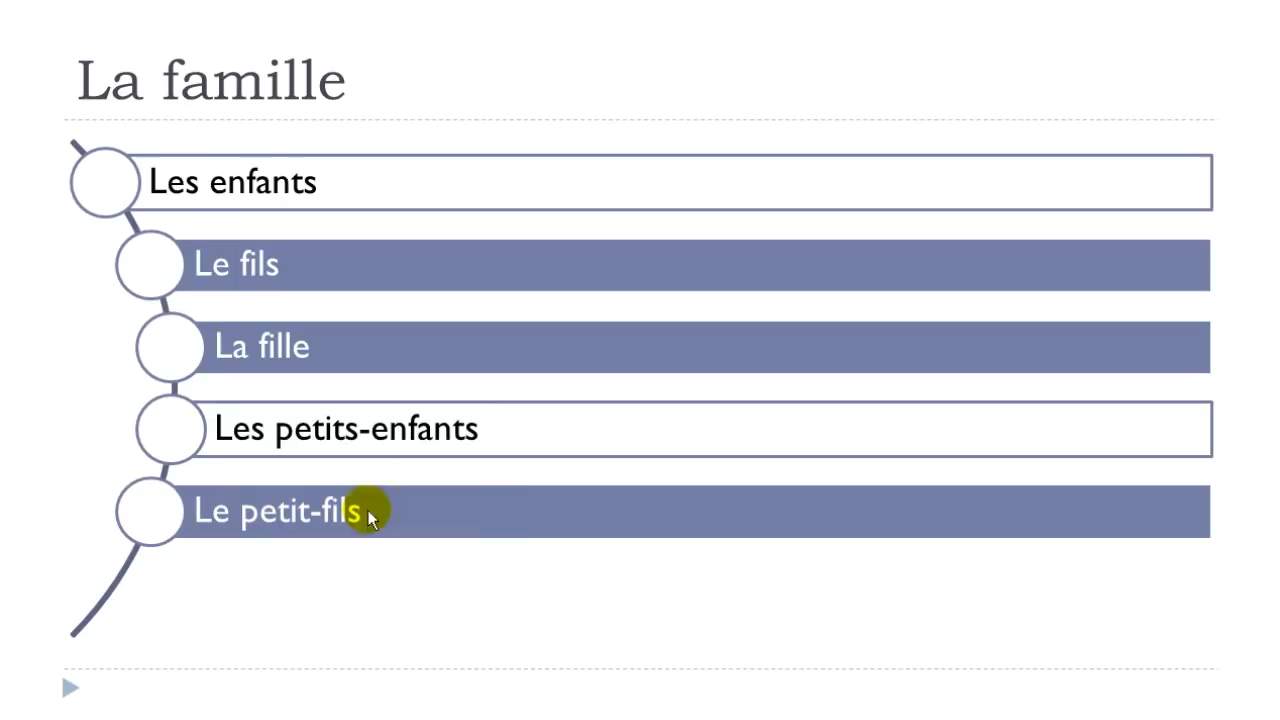 La famille
Les enfants
Le fils
La fille
Les petits-enfants
Le petit-fils